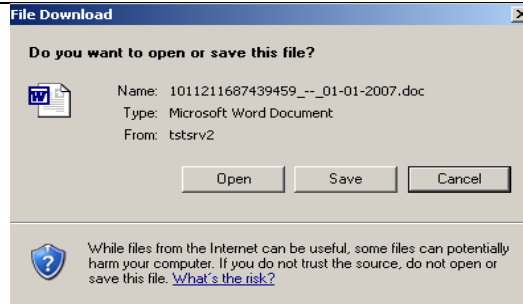 File Download
Do you want to open or save this file?
Name: 1011211687439459_--_01-01-2007.doc
Type: Microsoft Word Document
From: tstsrv2
Open Save Cancel
While files from the Internet can be useful, some files can potentially
harm your computer. If you do not trust the source, do not open or
save this file. What's the risk?